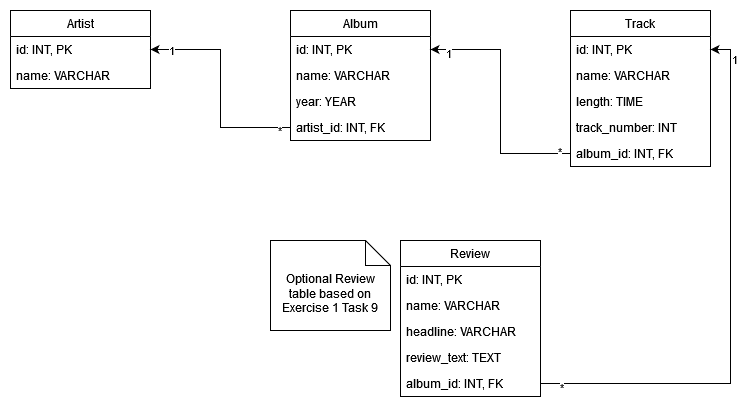 Artist
id: INT, PK
name: VARCHAR
Album
id: INT, PK
name: VARCHAR
year: YEAR
artist_id: INT, FK
Track
id: INT, PK
name: VARCHAR
length: TIME
track_number: INT
album_id: INT, FK
1
*
1
*
1
Optional Review
table based on
Exercise 1 Task 9
Review
id: INT, PK
name: VARCHAR
headline: VARCHAR
review_text: TEXT
album_id: INT, FK
*